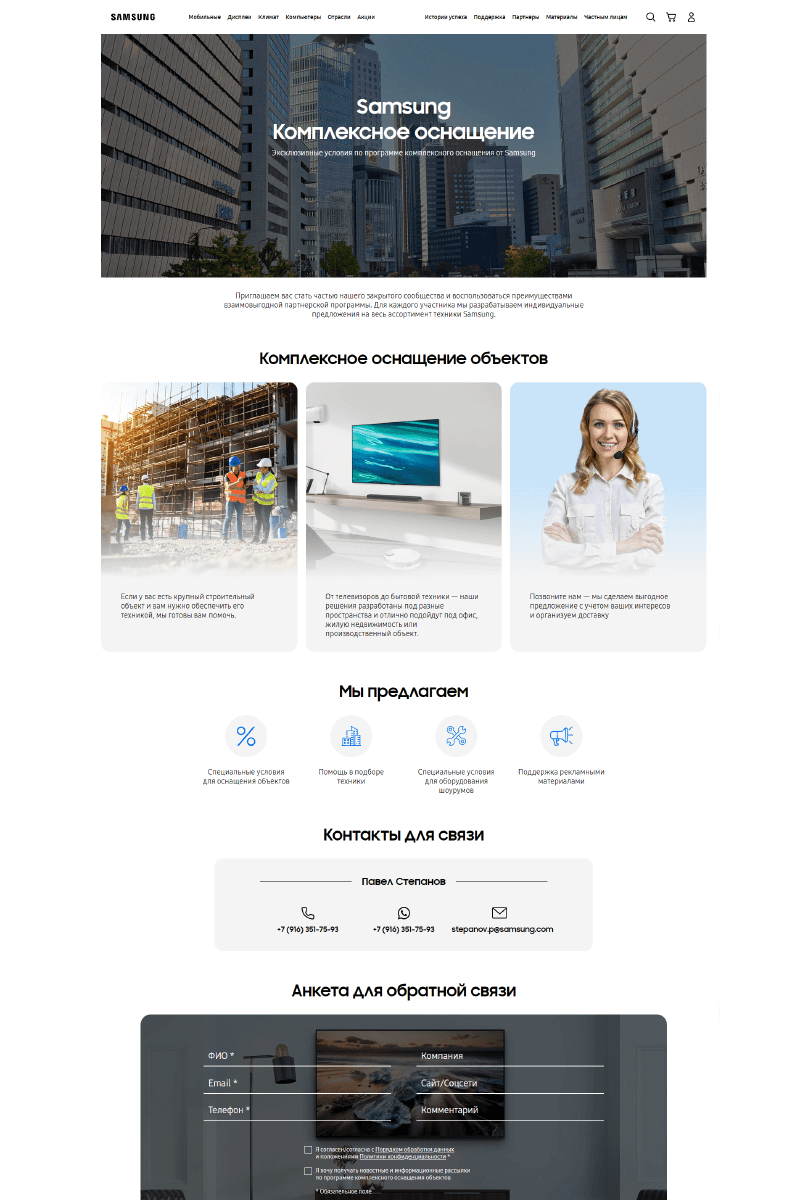 SAMSUNG
Мобильные Дисплеи Климат Компьютеры Отрасли Акции Истории успеха Поддержка Партнеры Материалы Частным лицам
Samsung
Комплексное оснащение
Эксклюзивные условия по программе комплексного оснащения от Samsung
Приглашаем вас стать частью нашего закрытого сообщества и воспользоваться преимуществами
взаимовыгодной партнерской программы. Для каждого участника мы разрабатываем индивидуальные
предложения на весь ассортимент техники Samsung.
Комплексное оснащение объектов
Если у вас есть крупный строительный
объект и вам нужно обеспечить его
техникой, мы готовы вам помочь.
От телевизоров до бытовой техники — наши
решения разработаны под разные
пространства и отлично подойдут под офис,
жилую недвижимость или
производственный объект.
Позвоните нам — мы сделаем выгодное
предложение с учетом ваших интересов
и организуем доставку
Мы предлагаем
Специальные условия
для оснащения объектов
Помощь в подборе
техники
Специальные условия
для оборудования
шоурумов
Поддержка рекламными
материалами
Контакты для связи
Павел Степанов
+7 (916) 351-75-93 +7 (916) 351-75-93 stepanov.p@samsung.com
Анкета для обратной связи
ФИО * Компания
Email * Сайт/Соцсети
Телефон * Комментарий
Я согласен/согласна с Порядком обработки данных
и положениями Политики конфиденциальности *
Я хочу получать новостные и информационные рассылки
по программе комплексного оснащения объектов
* Обязательное поле